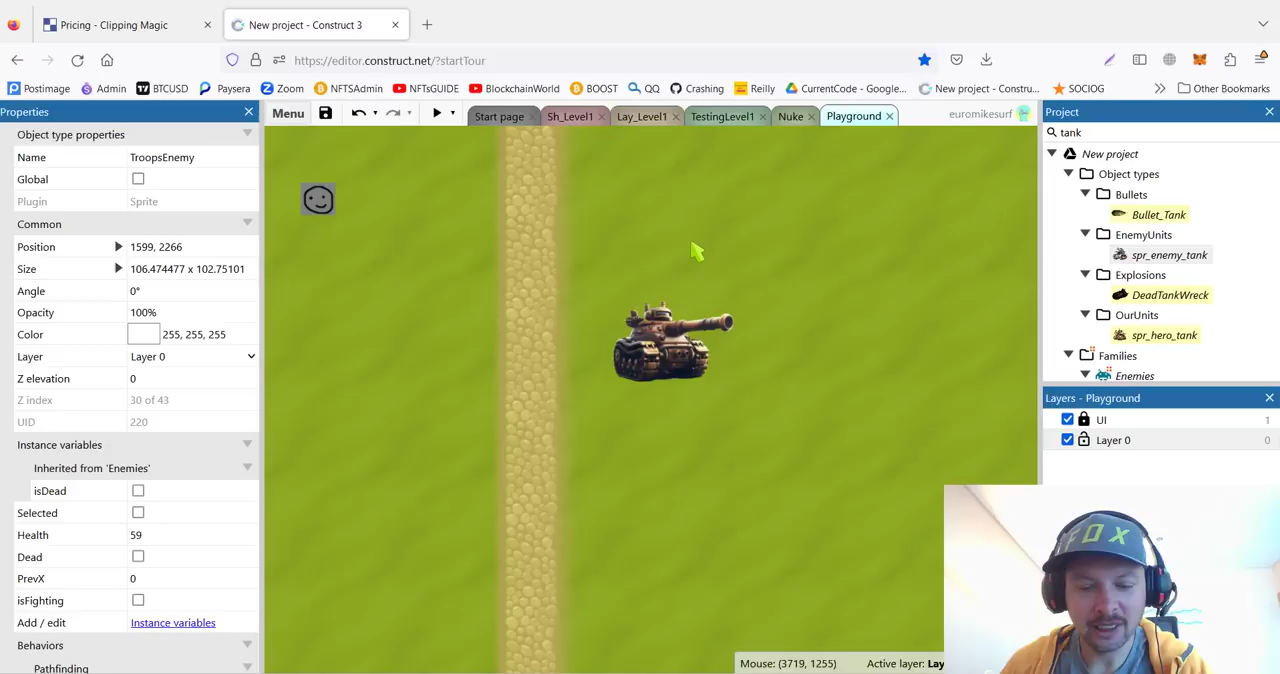 Pricing - Clipping Magic
New project - Construct 3
https://editor.construct.net/?startTour
Postimage
Admin
BTCUSD
Paysera
Zoom
NFTSAdmin
NFTsGUIDE
BlockchainWorld
BOOST
QQ
Crashing
Reilly
CurrentCode - Google...
New project - Constru...
SOCIOG
Other Bookmarks
Properties
Menu
Start page
Sh_Level1
Lay_Level1
TestingLevel1
Nuke
Playground
euromikesurf
Project
Object type properties
Name TroopsEnemy
Global
Plugin Sprite
Common
Position 1599, 2266
Size 106.474477 x 102.75101
Angle 0°
Opacity 100%
Color 255, 255, 255
Layer Layer 0
Z elevation 0
Z index 30 of 43
UID 220
Instance variables
Inherited from 'Enemies'
isDead
Selected
Health 59
Dead
PrevX 0
isFighting
Add / edit Instance variables
Behaviors
Pathfinding
tank
New project
Object types
Bullets
Bullet_Tank
EnemyUnits
spr_enemy_tank
Explosions
DeadTankWreck
OurUnits
spr_hero_tank
Families
Enemies
Layers - Playground
UI 1
Layer 0 0
FOX
Mouse: (3719, 1255) Active layer: Lay